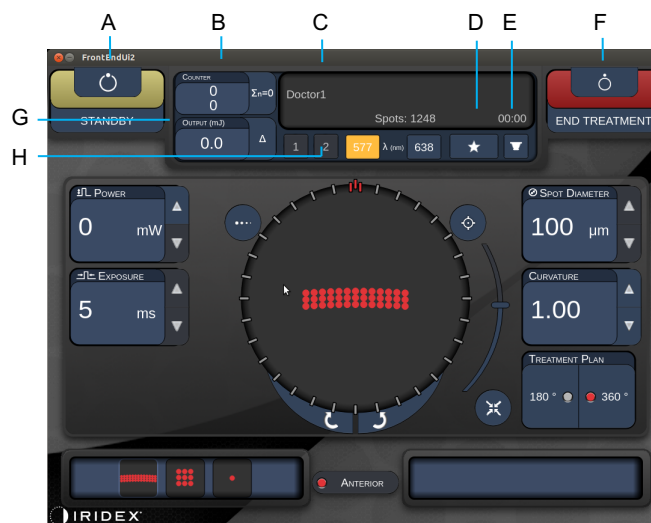 A
B
C
D
E
F
G
H
FrontEndUi2
STANDBY
COUNTER
0
0
Σn=0
OUTPUT (mJ)
0.0
Δ
Doctor1
Spots: 1248
00:00
1
2
577
λ (nm)
638
END TREATMENT
POWER
0
mW
EXPOSURE
5
ms
SPOT DIAMETER
100
µm
CURVATURE
1.00
TREATMENT PLAN
180 °
360 °
ANTERIOR
IRIDEX